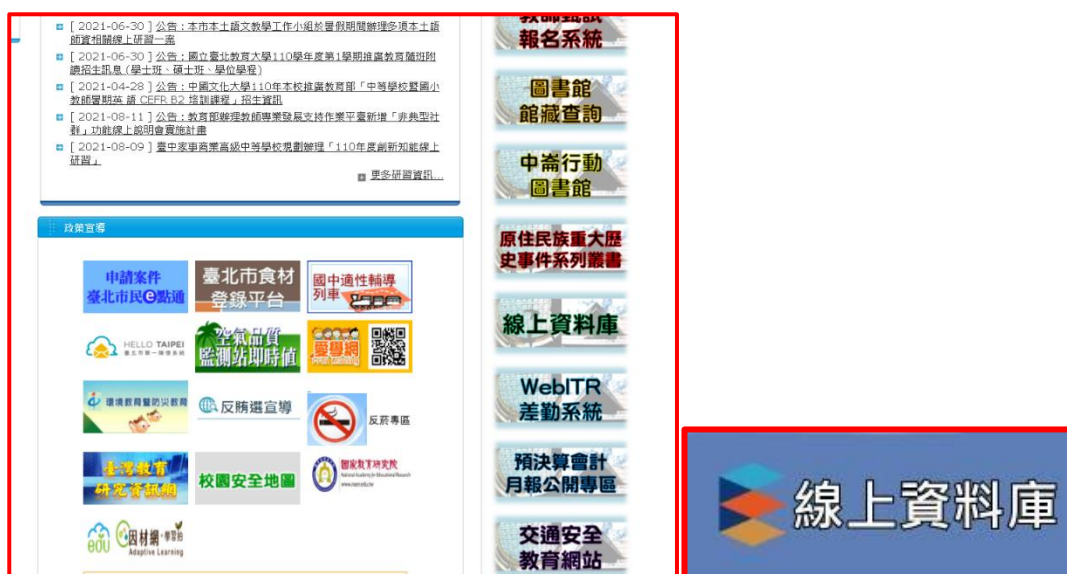 [ 2021-06-30 ] 公告：本市本土語文教學工作小組於暑假期間辦理多項本土語
師資相關線上研習一案
[ 2021-06-30 ] 公告：國立臺北教育大學110學年度第1學期推廣教育隨班附
讀招生訊息 (學士班、碩士班、學位學程)
[ 2021-04-28 ] 公告：中國文化大學110年本校推廣教育部「中等學校暨國小
教師暑期英 語 CEFR B2 培訓課程」招生資訊
[ 2021-08-11 ] 公告：教育部辦理教師專業發展支持作業平臺新增「非典型社
群」功能線上說明會實施計畫
[ 2021-08-09 ] 臺中家事商業高級中等學校規劃辦理「110年度創新知能線上
研習」
更多研習資訊...
政策宣導
申請案件
臺北市民e點通
臺北市食材
登錄平台
國中適性輔導
列車
HELLO TAIPEI
空氣品質
監測站即時值
愛學網
環境教育暨防災教育
反賄選宣導
反菸專區
臺灣教育
研究資訊網
校園安全地圖
國家教育研究院
National Academy for Educational Research
www.naer.edu.tw
edu
因材網-學習拍
Adaptive Learning
教師甄試
報名系統
圖書館
館藏查詢
中崙行動
圖書館
原住民族重大歷
史事件系列叢書
線上資料庫
WebITR
差勤系統
預決算會計
月報公開專區
交通安全
教育網站
線上資料庫